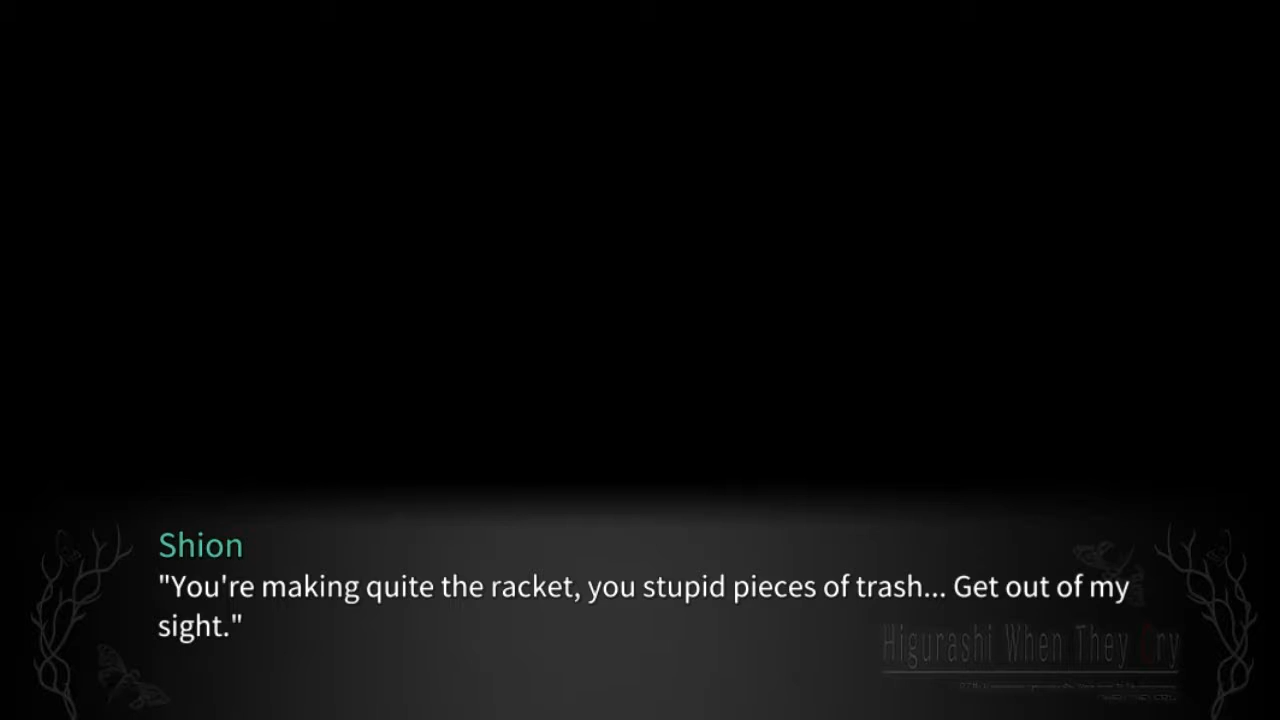 Shion
"You're making quite the racket, you stupid pieces of trash... Get out of my
sight."
Higurashi When They Cry